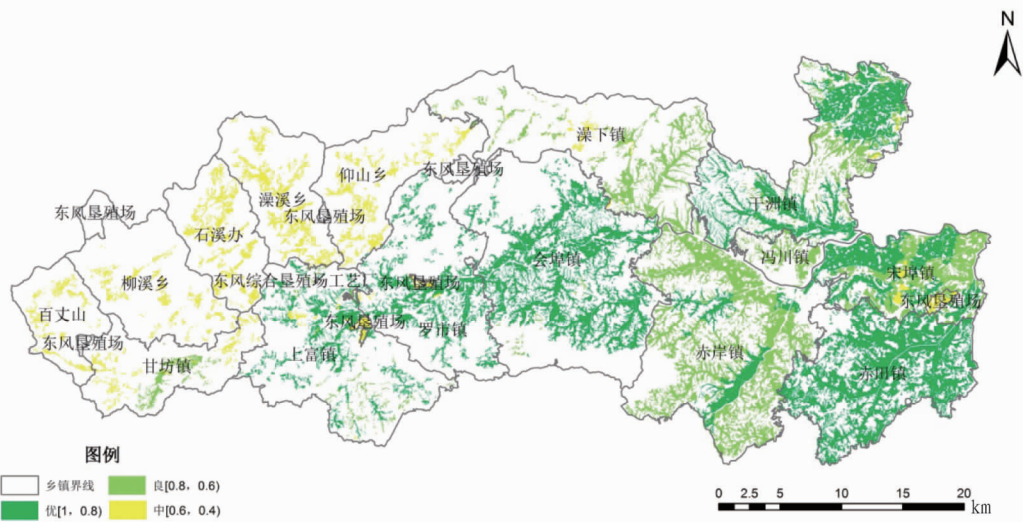 N
澡下镇
仰山乡
东风垦殖场
澡溪乡
东风垦殖场
干洲镇
东风垦殖场
石溪办
冯川镇
会埠镇
宋埠镇
柳溪乡
东风综合垦殖场工艺
东风垦殖场
东风垦殖场
百丈山
东风垦殖场
罗市镇
东风垦殖场
上富镇
赤岸镇
赤田镇
甘坊镇
图例
乡镇界线
良[0.8，0.6)
优[1，0.8)
中[0.6，0.4)
0 2.5 5 10 15 20
km